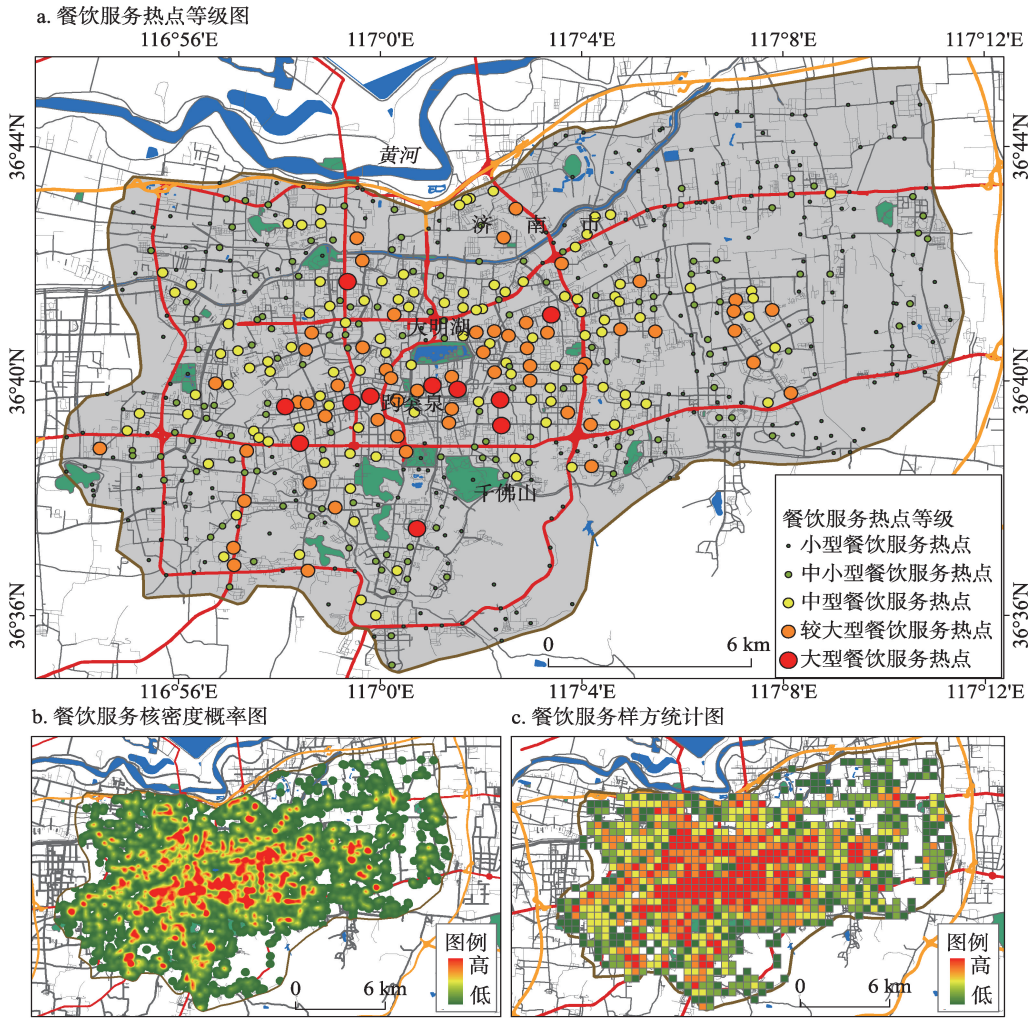 a. 餐饮服务热点等级图
116°56'E 117°0'E 117°4'E 117°8'E 117°12'E
36°44'N 36°44'N
黄河
济 南 市
大明湖
36°40'N 36°40'N
趵突泉
千佛山
餐饮服务热点等级
小型餐饮服务热点
中小型餐饮服务热点
中型餐饮服务热点
较大型餐饮服务热点
大型餐饮服务热点
36°36'N 36°36'N
0 6 km
116°56'E 117°0'E 117°4'E 117°8'E 117°12'E
b. 餐饮服务核密度概率图
图例
高
低
0 6 km
c. 餐饮服务样方统计图
图例
高
低
0 6 km